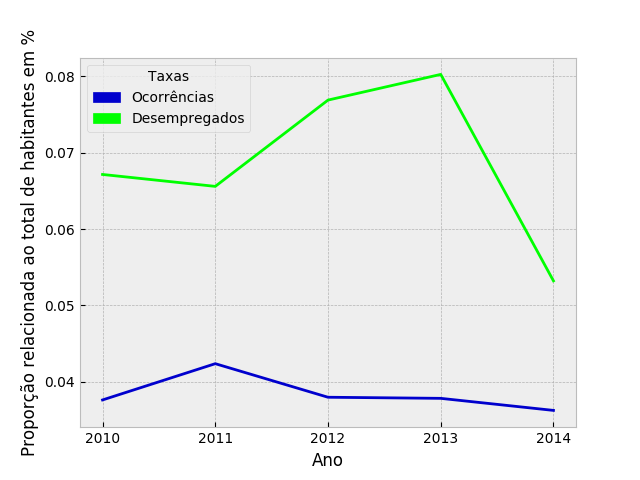 Proporção relacionada ao total de habitantes em %
0.08
0.07
0.06
0.05
0.04
Taxas
Ocorrências
Desempregados
2010 2011 2012 2013 2014
Ano